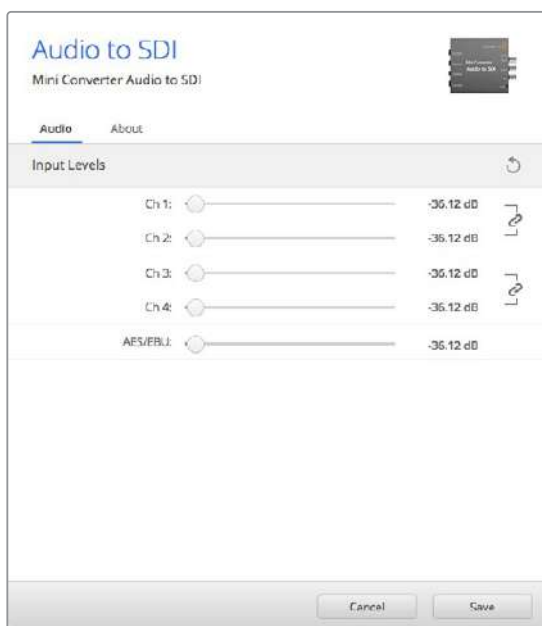 Audio to SDI
Mini Converter Audio to SDI
Audio About
Input Levels
Ch 1: -36.12 dB
Ch 2: -36.12 dB
Ch 3: -36.12 dB
Ch 4: -36.12 dB
AES/EBU: -36.12 dB
Cancel Save